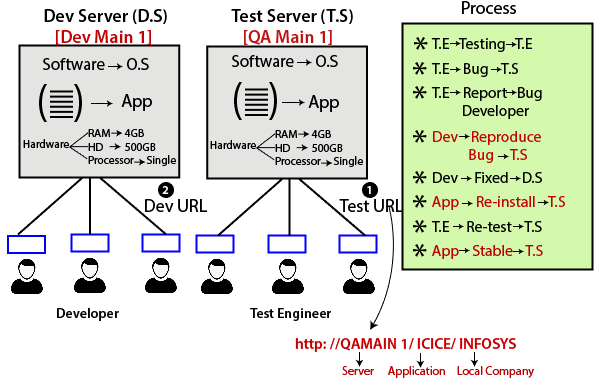 Dev Server (D.S)
[Dev Main 1]
Software → O.S
App
Hardware
RAM → 4GB
HD → 500GB
Processor → Single
2
Dev URL
Developer
Test Server (T.S)
[QA Main 1]
Software → O.S
App
Hardware
RAM → 4GB
HD → 500GB
Processor → Single
1
Test URL
Test Engineer
Process
* T.E→Testing→T.E
* T.E→Bug→T.S
* T.E→Report→Bug
Developer
* Dev→Reproduce
Bug →T.S
* Dev→Fixed→D.S
* App → Re-install→T.S
* T.E→Re-test→T.S
* App→Stable→T.S
http: //QAMAIN 1/ ICICE/ INFOSYS
Server
Application
Local Company